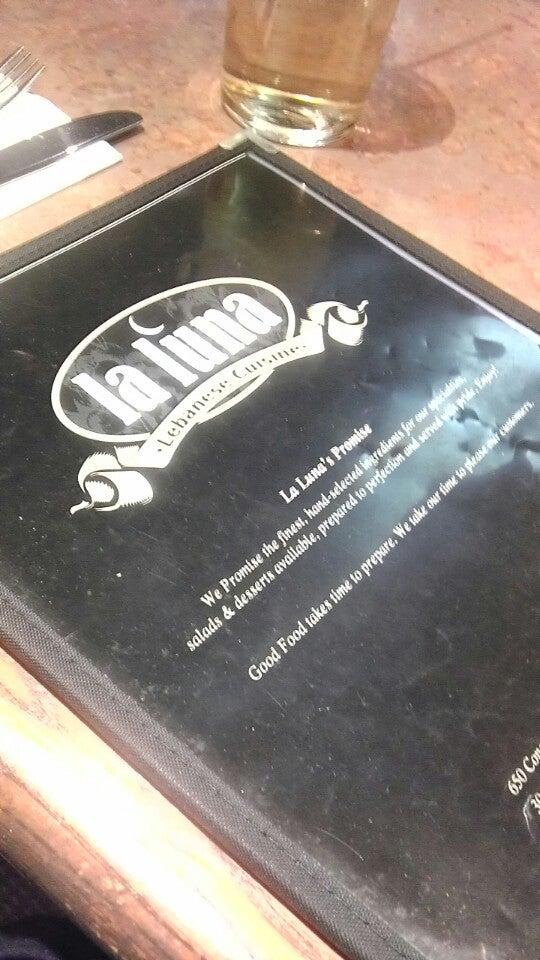 la luna
·Lebanese Cuisine·
La Luna's Promise
We Promise the finest, hand-selected ingredients for our specialties,
salads & desserts available, prepared to perfection and served with pride. Enjoy!
Good Food takes time to prepare. We take our time to please our customers.
650